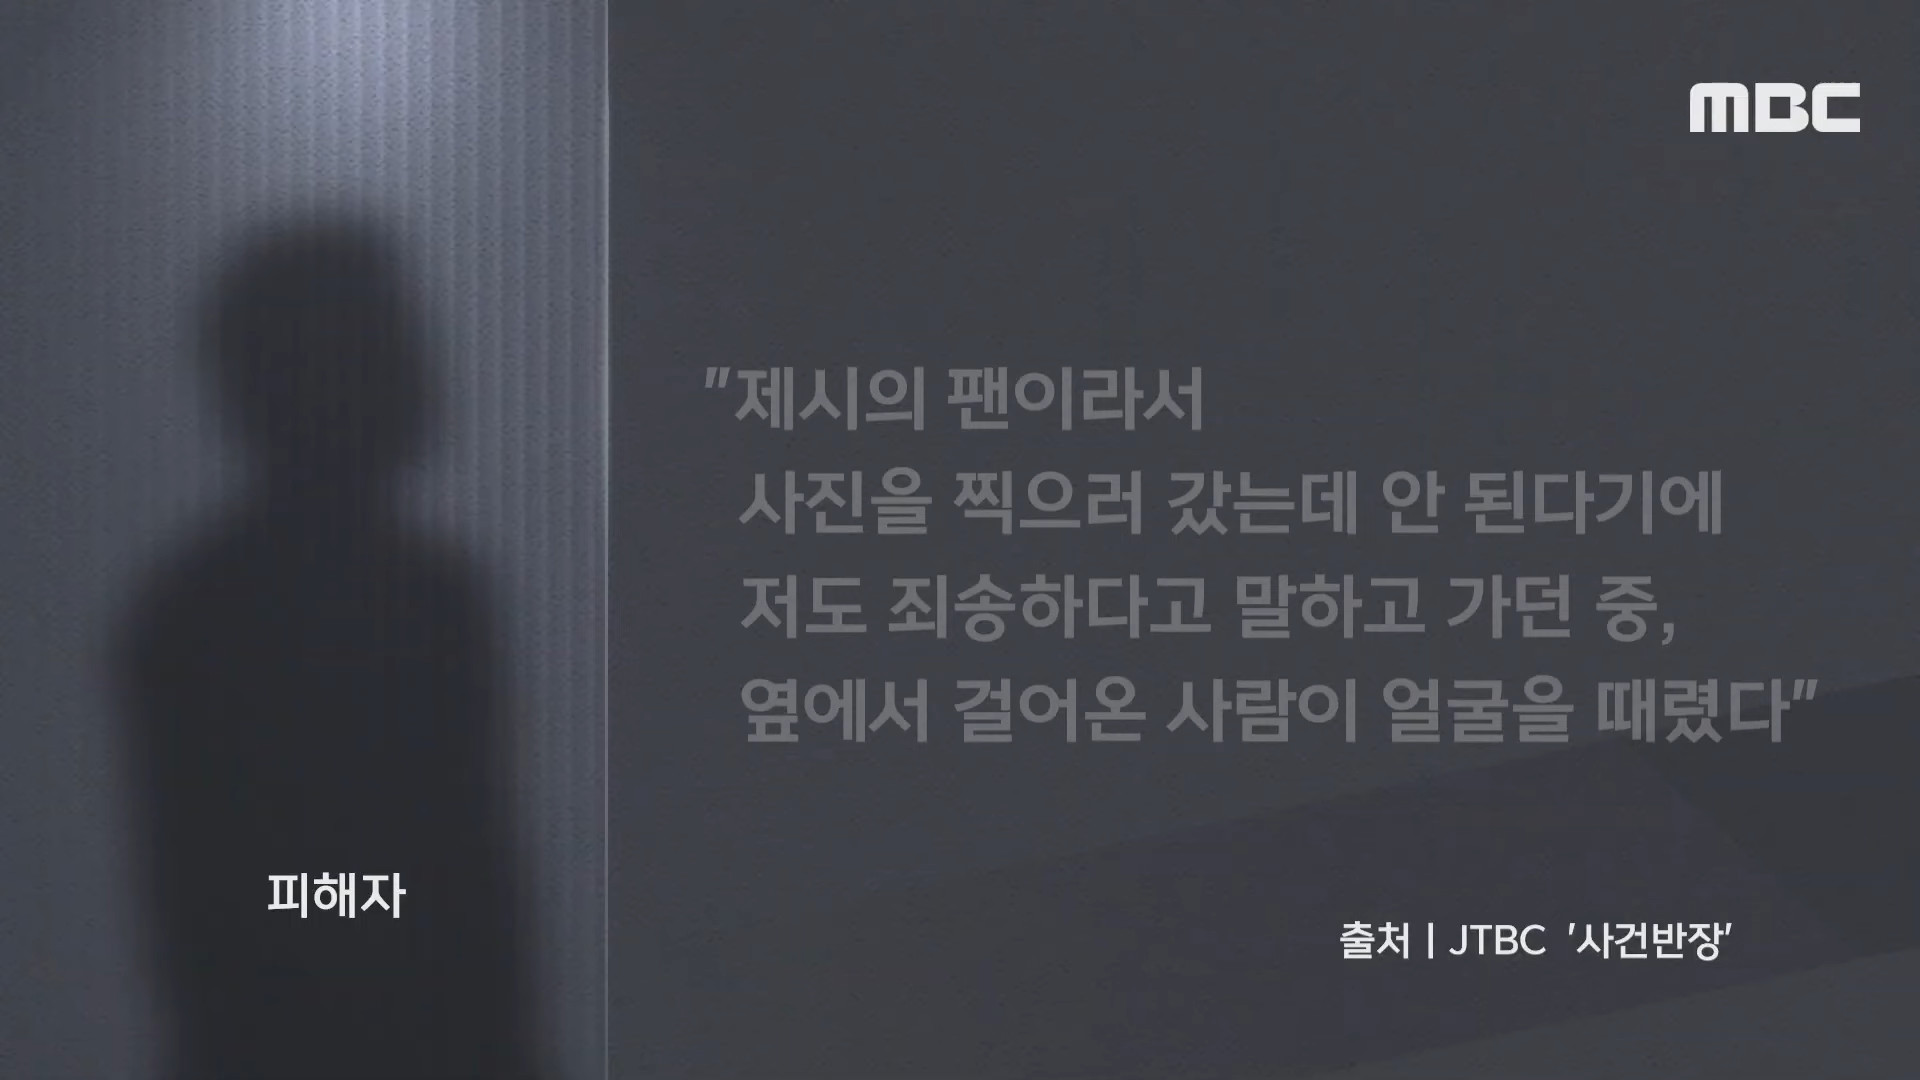 MBC
"제시의 팬이라서
사진을 찍으러 갔는데 안 된다기에
저도 죄송하다고 말하고 가던 중,
옆에서 걸어온 사람이 얼굴을 때렸다"
피해자
출처 | JTBC '사건반장'